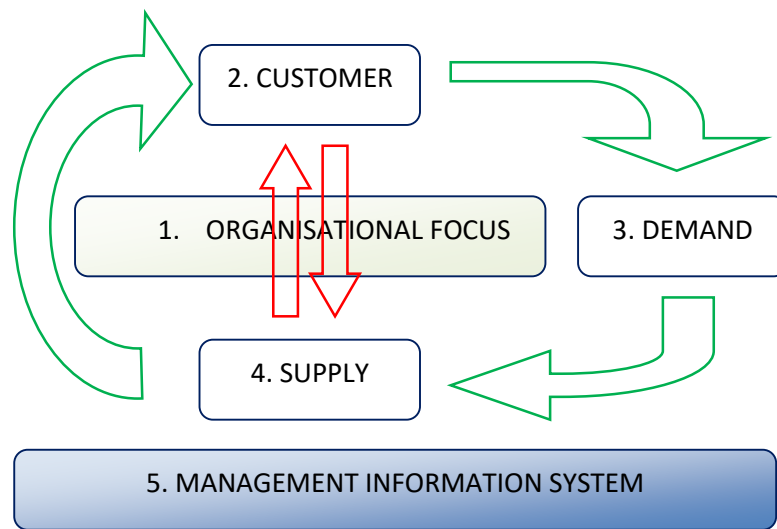 2. CUSTOMER
1. ORGANISATIONAL FOCUS
3. DEMAND
4. SUPPLY
5. MANAGEMENT INFORMATION SYSTEM